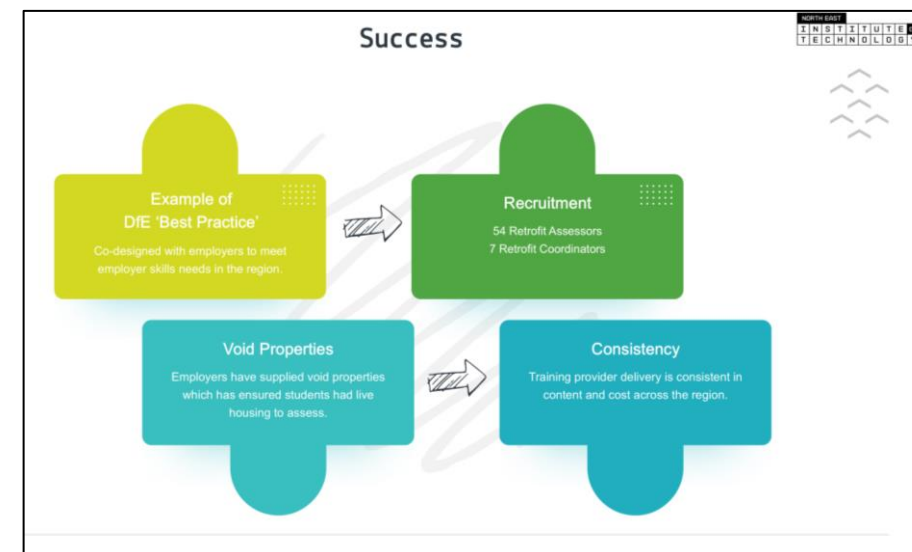 Success
NORTH EAST
INSTITUTE
TECHNOLOGY
Example of
DfE 'Best Practice'
Co-designed with employers to meet
employer skills needs in the region.
Recruitment
54 Retrofit Assessors
7 Retrofit Coordinators
Void Properties
Employers have supplied void properties
which has ensured students had live
housing to assess.
Consistency
Training provider delivery is consistent in
content and cost across the region.